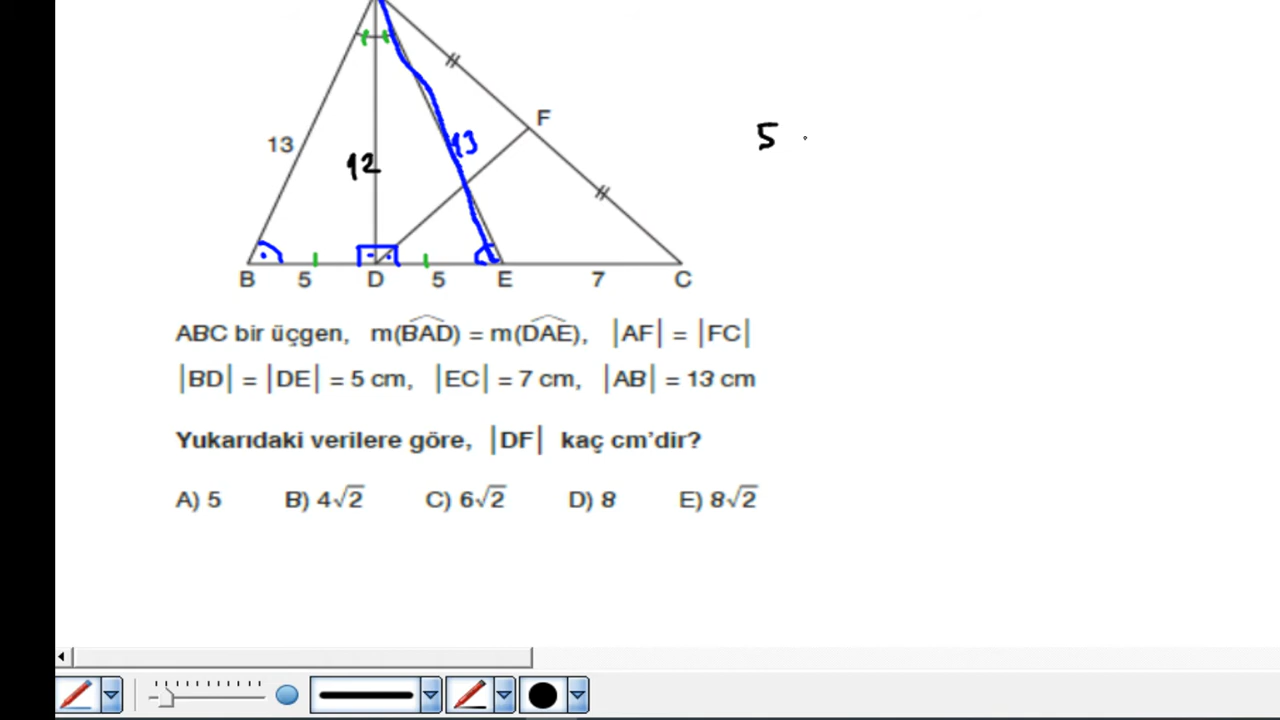 F
5
13
13
12
B 5 D 5 E 7 C
ABC bir üçgen, m(BAD) = m(DAE), |AF| = |FC|
|BD| = |DE| = 5 cm, |EC| = 7 cm, |AB| = 13 cm
Yukarıdaki verilere göre, |DF| kaç cm'dir?
A) 5 B) 4√2 C) 6√2 D) 8 E) 8√2